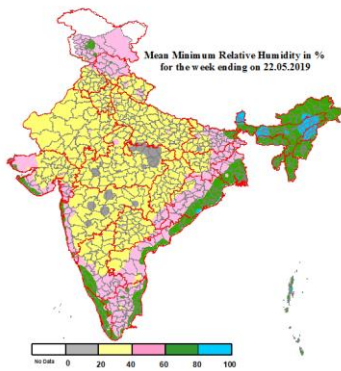 Mean Minimum Relative Humidity in %
for the week ending on 22.05.2019
No Data 0 20 40 60 80 100